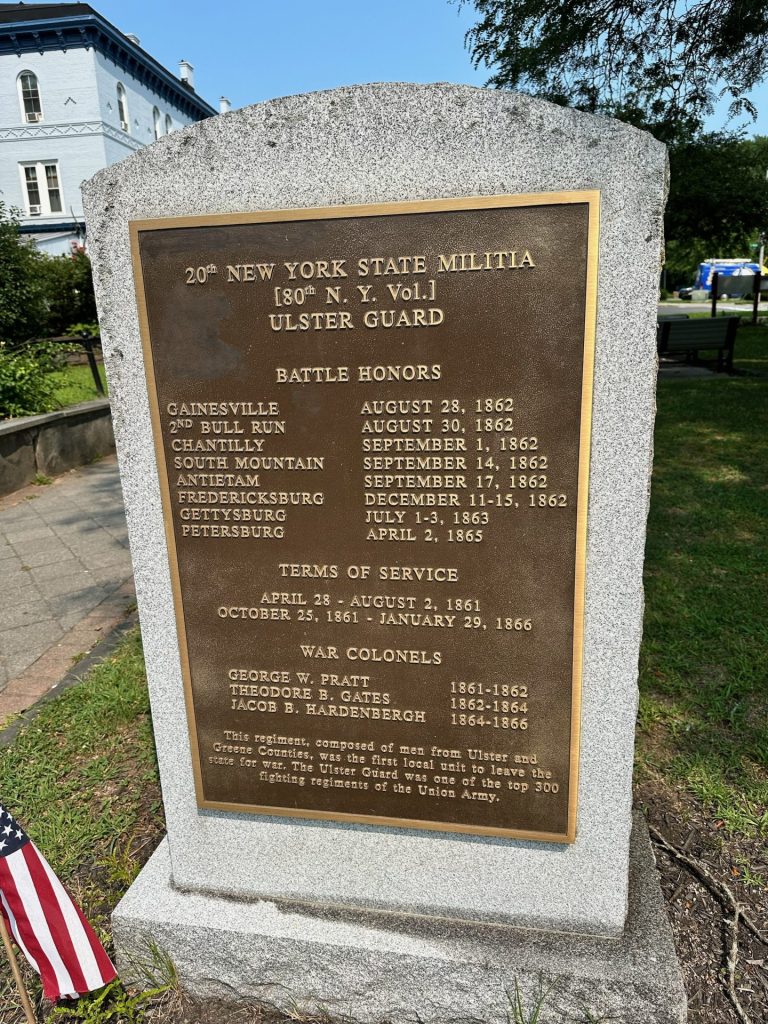 20th NEW YORK STATE MILITIA
[80th N. Y. Vol.]
ULSTER GUARD
BATTLE HONORS
GAINESVILLE AUGUST 28, 1862
2ND BULL RUN AUGUST 30, 1862
CHANTILLY SEPTEMBER 1, 1862
SOUTH MOUNTAIN SEPTEMBER 14, 1862
ANTIETAM SEPTEMBER 17, 1862
FREDERICKSBURG DECEMBER 11-15, 1862
GETTYSBURG JULY 1-3, 1863
PETERSBURG APRIL 2, 1865
TERMS OF SERVICE
APRIL 28 - AUGUST 2, 1861
OCTOBER 25, 1861 - JANUARY 29, 1866
WAR COLONELS
GEORGE W. PRATT 1861-1862
THEODORE B. GATES 1862-1864
JACOB B. HARDENBERGH 1864-1866
This regiment, composed of men from Ulster and
Greene Counties, was the first local unit to leave the
state for war. The Ulster Guard was one of the top 300
fighting regiments of the Union Army.